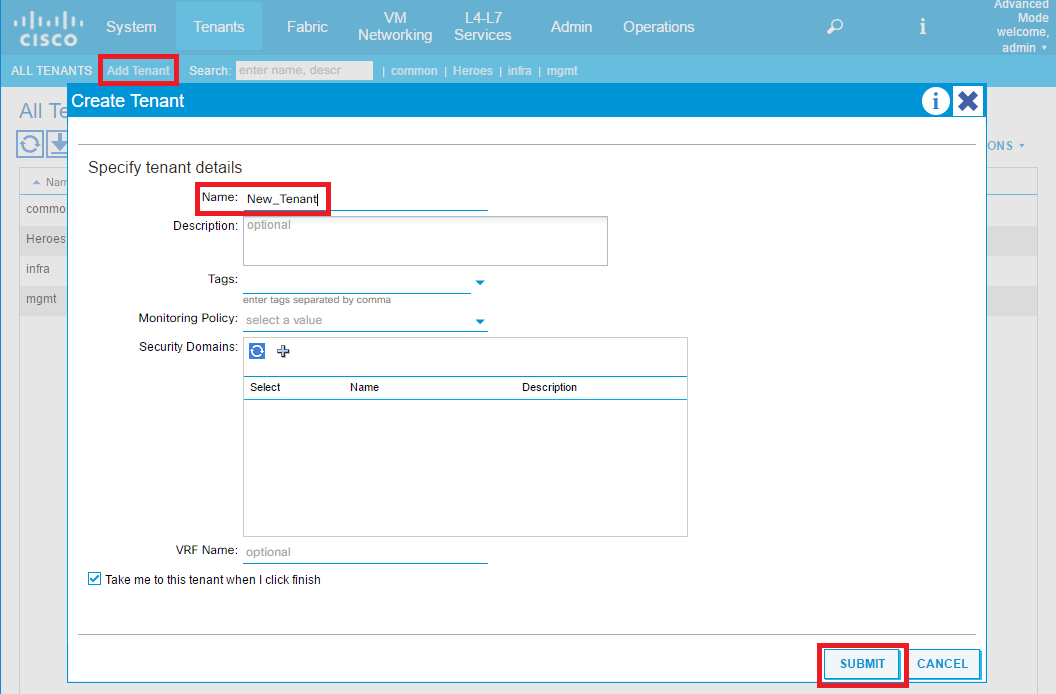 CISCO
System
Tenants
Fabric
VM
Networking
L4-L7
Services
Admin
Operations
i
Advanced
Mode
welcome,
admin
ALL TENANTS
Add Tenant
Search:
enter name, descr
| common | Heroes | infra | mgmt
All Te
Create Tenant
i
ONS
Nam
commo
Heroes
infra
mgmt
Specify tenant details
Name: New_Tenant
Description: optional
Tags:
enter tags separated by comma
Monitoring Policy: select a value
Security Domains:
Select Name Description
VRF Name: optional
Take me to this tenant when I click finish
SUBMIT
CANCEL